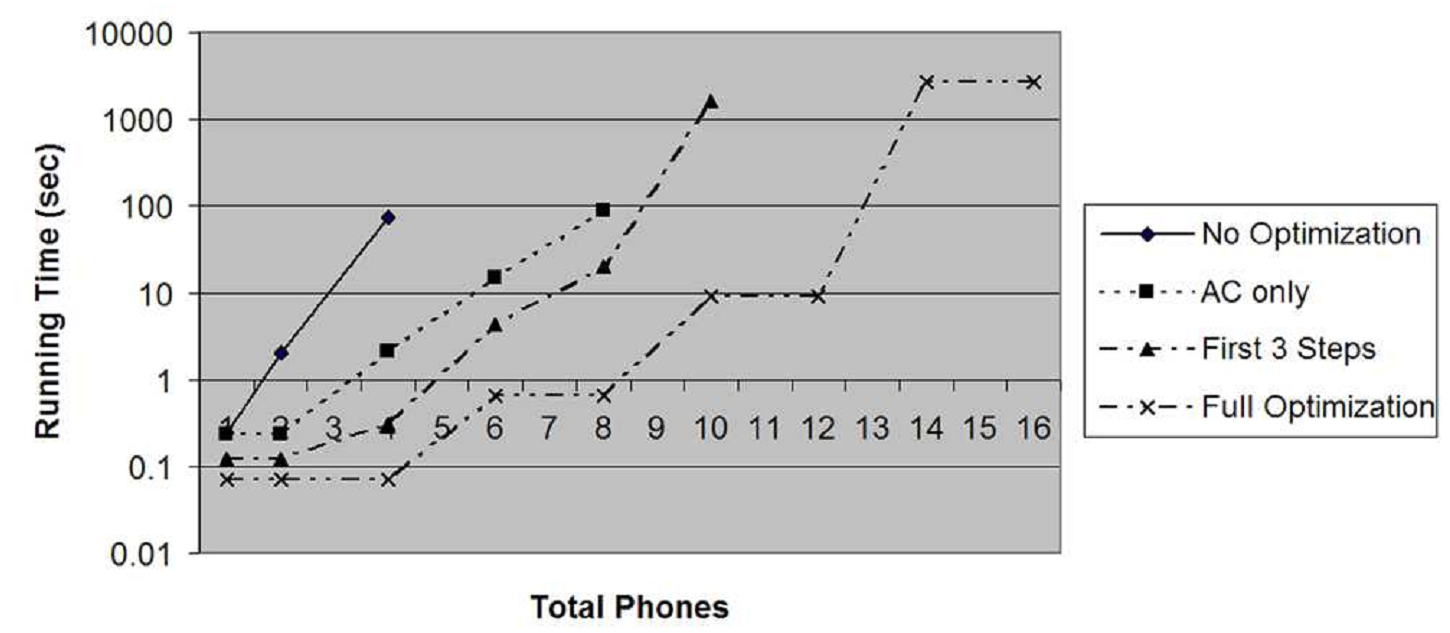 10000
1000
100
10
1
0.1
0.01
Running Time (sec)
1 2 3 4 5 6 7 8 9 10 11 12 13 14 15 16
Total Phones
No Optimization
AC only
First 3 Steps
Full Optimization